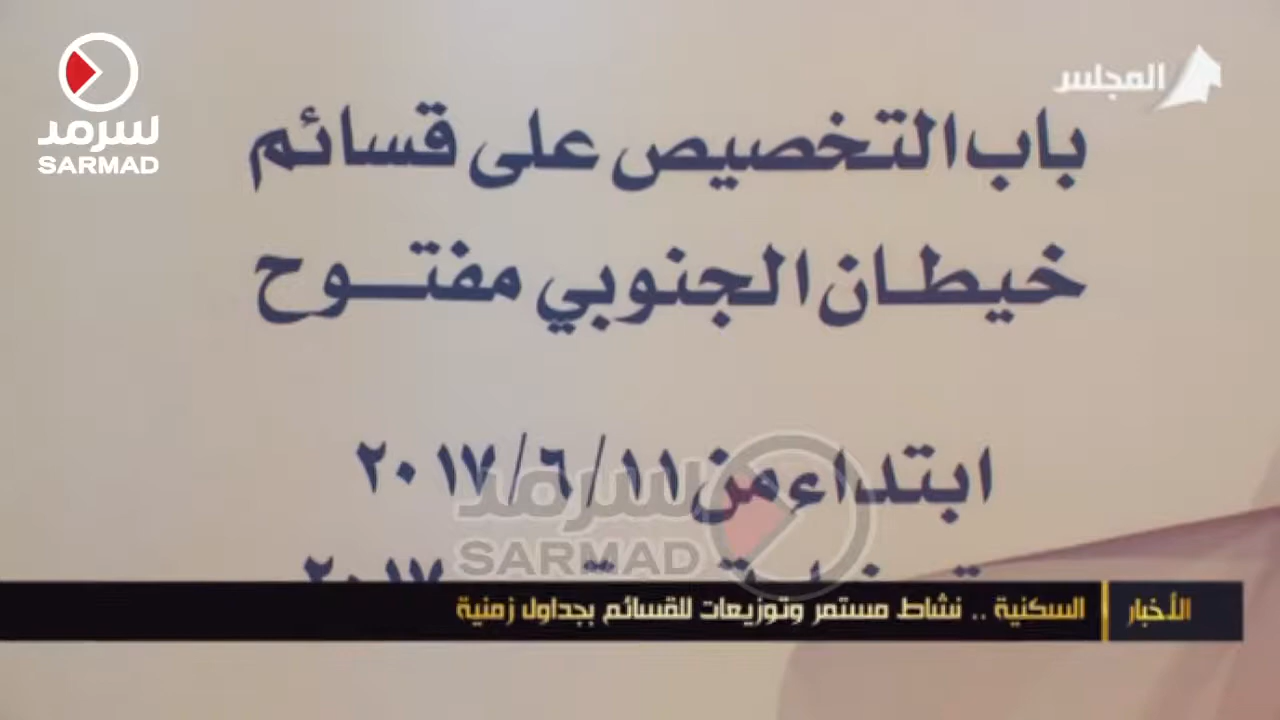 المجلس
سرمد
SARMAD
باب التخصيص على قسائم
خيطان الجنوبي مفتوح
ابتداء من ٢٠١٧/٦/١١
سرمد
SARMAD
٢٠١٧
الأخبار
السكنية .. نشاط مستمر وتوزيعات للقسائم بجداول زمنية